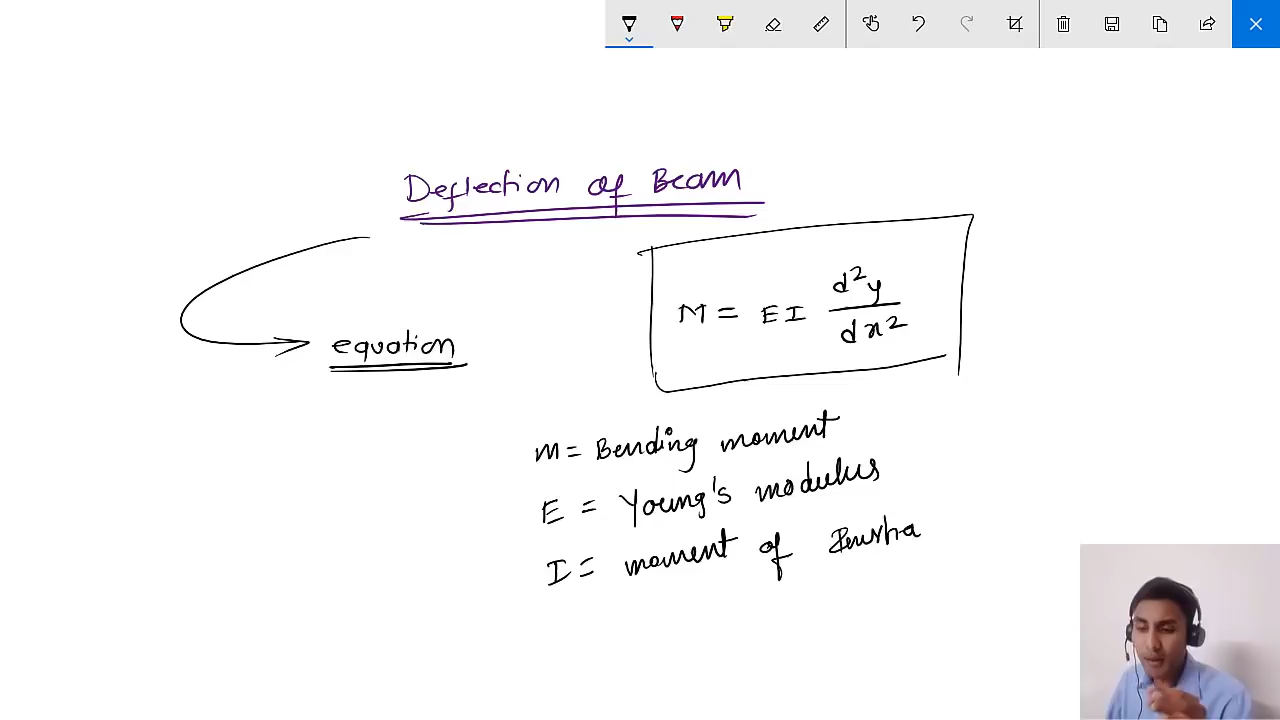 Deflection of Beam
equation
M = EI d²y/dx²
M = Bending moment
E = Young's modulus
I = moment of